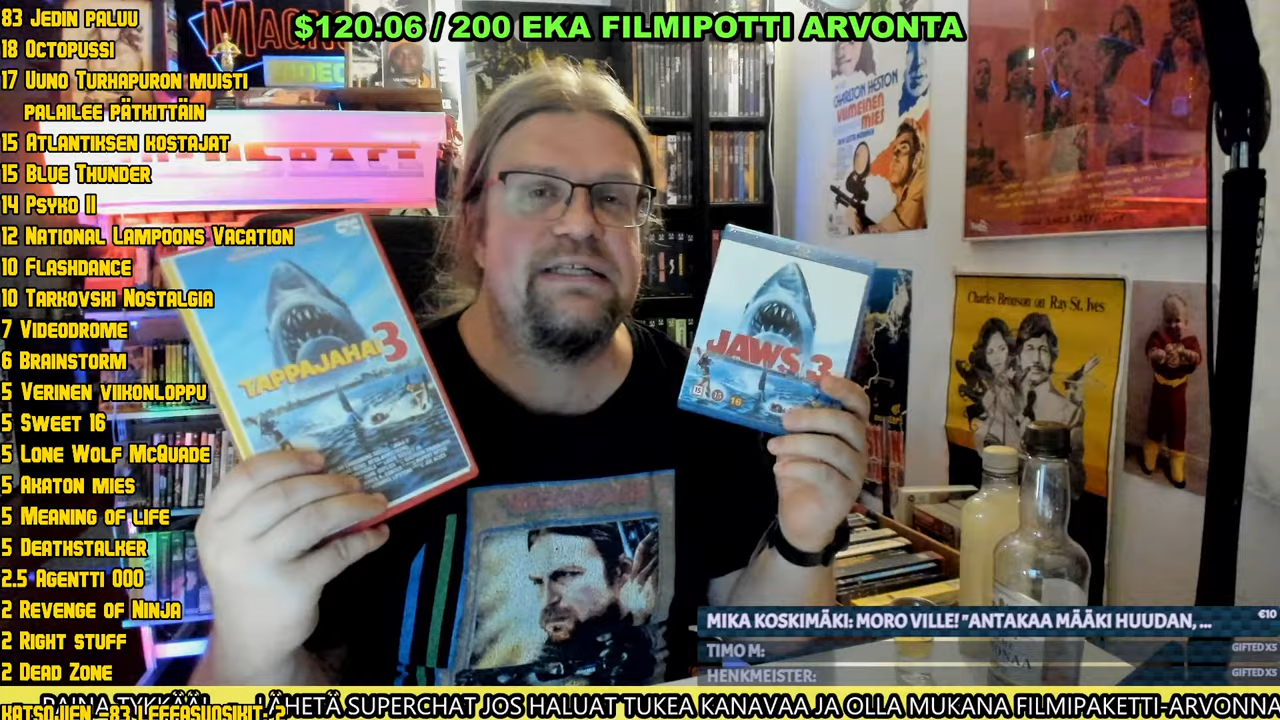 $120.06 / 200 EKA FILMIPOTTI ARVONTA
83 JEDIN PALUU
18 OCTOPUSSI
17 UUNO TURHAPURON MUISTI
PALAILEE PÄTKITTÄIN
15 ATLANTIKSEN KOSTAJAT
15 BLUE THUNDER
14 PSYKO II
12 NATIONAL LAMPOONS VACATION
10 FLASHDANCE
10 TARKOVSKI NOSTALGIA
7 VIDEODROME
6 BRAINSTORM
5 VERINEN VIIKONLOPPU
5 SWEET 16
5 LONE WOLF MCQUADE
5 AKATON MIES
5 MEANING OF LIFE
5 DEATHSTALKER
2.5 AGENTTI 000
2 REVENGE OF NINJA
2 RIGHT STUFF
2 DEAD ZONE
CHARLTON HESTON
VIIMEINEN
MIES
Charles Bronson on Ray St. Ives
TAPPAJAHAI 3
JAWS 3
MIKA KOSKIMÄKI: MORO VILLE! "ANTAKAA MÄÄKI HUUDAN, ... €10
TIMO M: GIFTED X5
HENKMEISTER: GIFTED X5
LÄHETÄ SUPERCHAT JOS HALUAT TUKEA KANAVAA JA OLLA MUKANA FILMIPAKETTI-ARVONNA